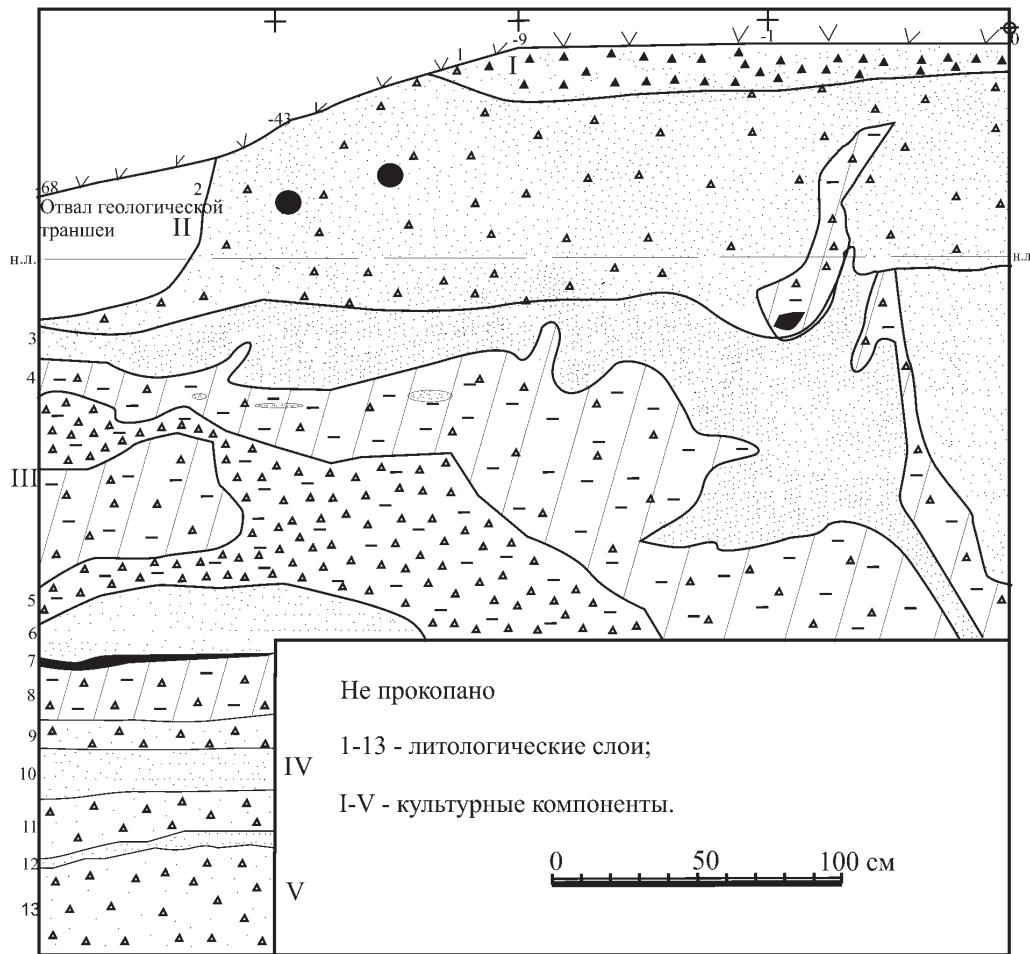 -9
-1
0
1
I
-43
-68
2
Отвал геологической
II
траншеи
н.л.
н.л.
3
4
III
5
6
7
8
9
IV
10
11
12
V
13
Не прокопано
1-13 - литологические слои;
I-V - культурные компоненты.
0 50 100 см